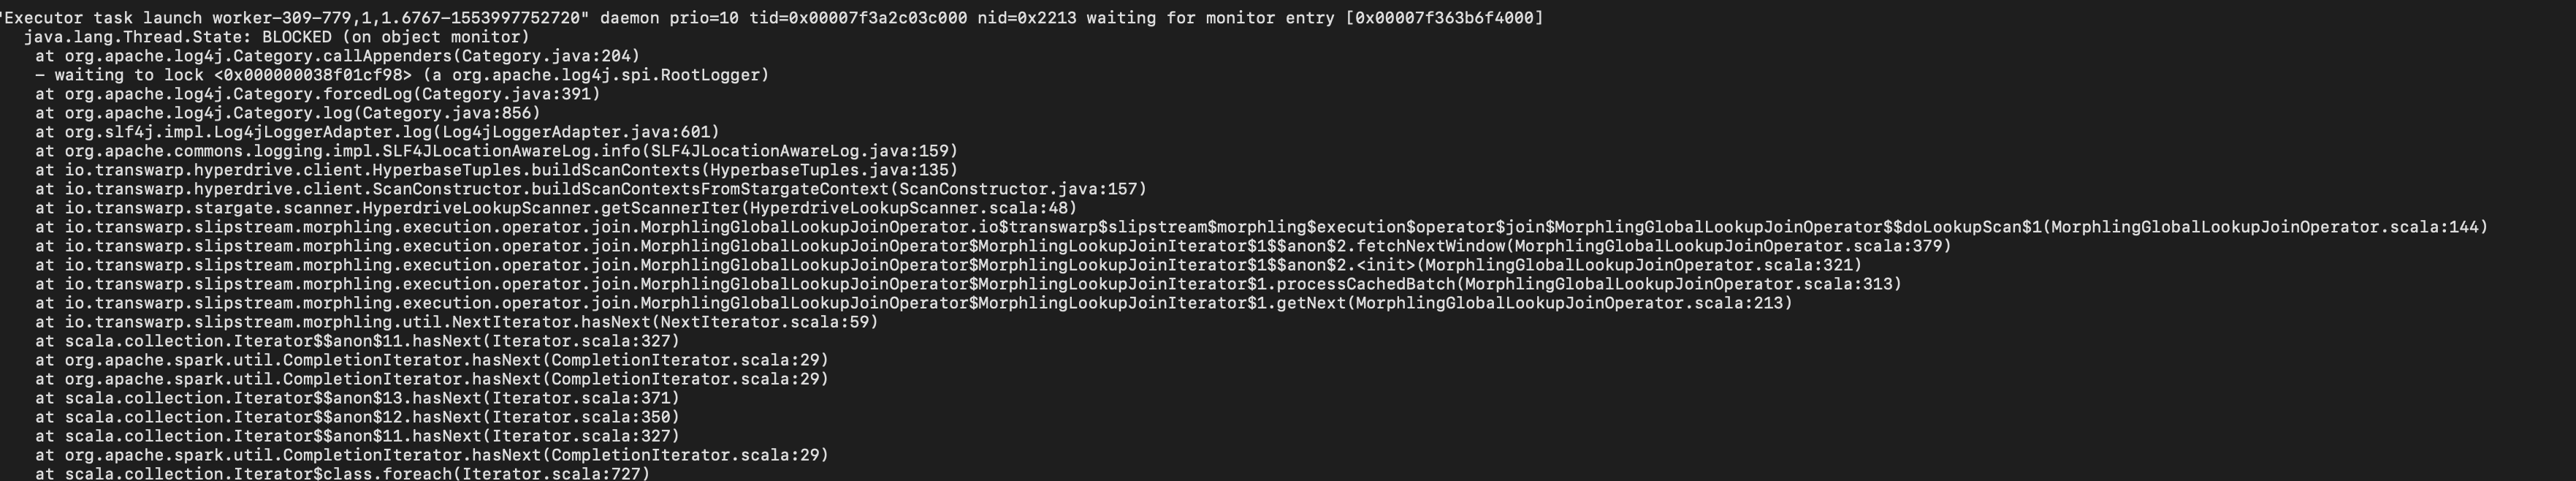 "Executor task launch worker-309-779,1,1.6767-1553997752720" daemon prio=10 tid=0x00007f3a2c03c000 nid=0x2213 waiting for monitor entry [0x00007f363b6f4000]
java.lang.Thread.State: BLOCKED (on object monitor)
at org.apache.log4j.Category.callAppenders(Category.java:204)
- waiting to lock <0x000000038f01cf98> (a org.apache.log4j.spi.RootLogger)
at org.apache.log4j.Category.forcedLog(Category.java:391)
at org.apache.log4j.Category.log(Category.java:856)
at org.slf4j.impl.Log4jLoggerAdapter.log(Log4jLoggerAdapter.java:601)
at org.apache.commons.logging.impl.SLF4JLocationAwareLog.info(SLF4JLocationAwareLog.java:159)
at io.transwarp.hyperdrive.client.HyperbaseTuples.buildScanContexts(HyperbaseTuples.java:135)
at io.transwarp.hyperdrive.client.ScanConstructor.buildScanContextsFromStargateContext(ScanConstructor.java:157)
at io.transwarp.stargate.scanner.HyperdriveLookupScanner.getScannerIter(HyperdriveLookupScanner.scala:48)
at io.transwarp.slipstream.morphling.execution.operator.join.MorphlingGlobalLookupJoinOperator.io$transwarp$slipstream$morphling$execution$operator$join$MorphlingGlobalLookupJoinOperator$$doLookupScan$1(MorphlingGlobalLookupJoinOperator.scala:144)
at io.transwarp.slipstream.morphling.execution.operator.join.MorphlingGlobalLookupJoinOperator$MorphlingLookupJoinIterator$1$$anon$2.fetchNextWindow(MorphlingGlobalLookupJoinOperator.scala:379)
at io.transwarp.slipstream.morphling.execution.operator.join.MorphlingGlobalLookupJoinOperator$MorphlingLookupJoinIterator$1$$anon$2.<init>(MorphlingGlobalLookupJoinOperator.scala:321)
at io.transwarp.slipstream.morphling.execution.operator.join.MorphlingGlobalLookupJoinOperator$MorphlingLookupJoinIterator$1.processCachedBatch(MorphlingGlobalLookupJoinOperator.scala:313)
at io.transwarp.slipstream.morphling.execution.operator.join.MorphlingGlobalLookupJoinOperator$MorphlingLookupJoinIterator$1.getNext(MorphlingGlobalLookupJoinOperator.scala:213)
at io.transwarp.slipstream.morphling.util.NextIterator.hasNext(NextIterator.scala:59)
at scala.collection.Iterator$$anon$11.hasNext(Iterator.scala:327)
at org.apache.spark.util.CompletionIterator.hasNext(CompletionIterator.scala:29)
at org.apache.spark.util.CompletionIterator.hasNext(CompletionIterator.scala:29)
at scala.collection.Iterator$$anon$13.hasNext(Iterator.scala:371)
at scala.collection.Iterator$$anon$12.hasNext(Iterator.scala:350)
at scala.collection.Iterator$$anon$11.hasNext(Iterator.scala:327)
at org.apache.spark.util.CompletionIterator.hasNext(CompletionIterator.scala:29)
at scala.collection.Iterator$class.foreach(Iterator.scala:727)